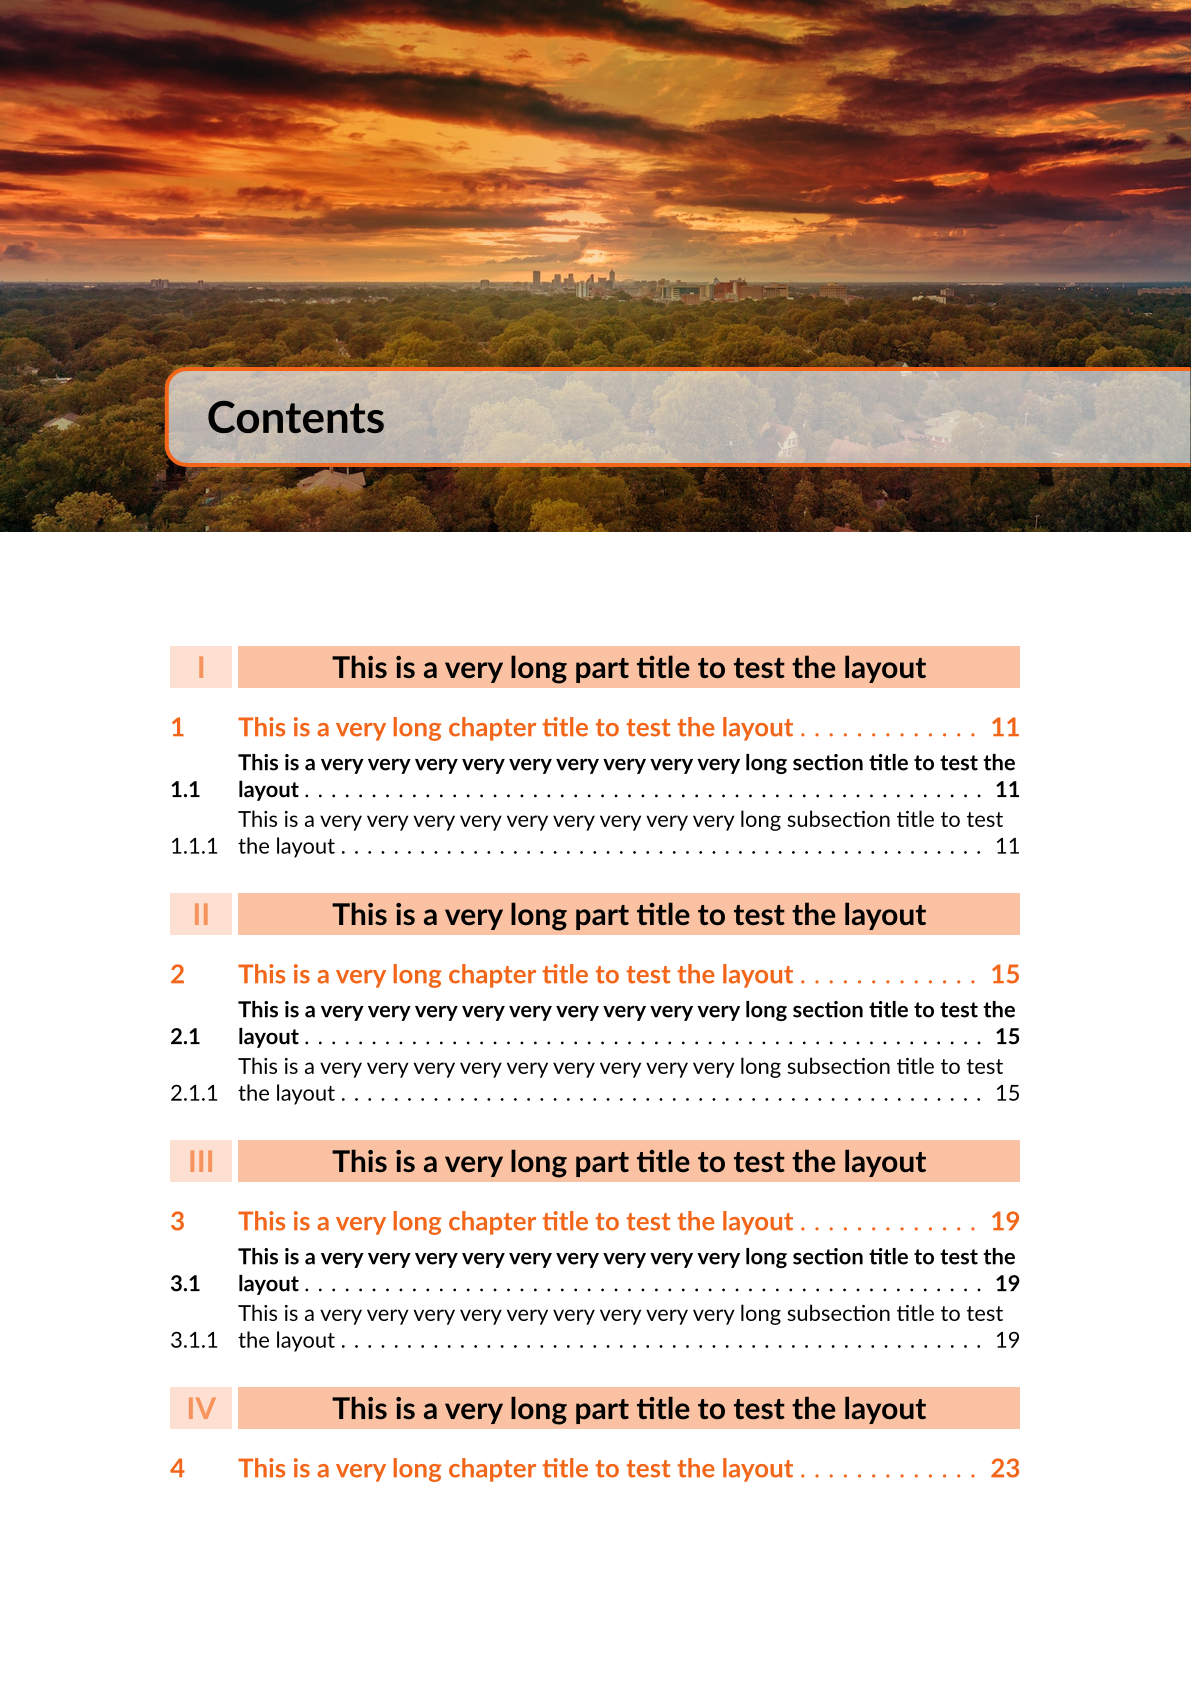 Contents
I This is a very long part title to test the layout
1 This is a very long chapter title to test the layout . . . . . . . . . . . . . 11
This is a very very very very very very very very very long section title to test the
1.1 layout . . . . . . . . . . . . . . . . . . . . . . . . . . . . . . . . . . . . . . . . . . . . . . . . . . . 11
This is a very very very very very very very very very long subsection title to test
1.1.1 the layout . . . . . . . . . . . . . . . . . . . . . . . . . . . . . . . . . . . . . . . . . . . . . . . . . 11
II This is a very long part title to test the layout
2 This is a very long chapter title to test the layout . . . . . . . . . . . . . 15
This is a very very very very very very very very very long section title to test the
2.1 layout . . . . . . . . . . . . . . . . . . . . . . . . . . . . . . . . . . . . . . . . . . . . . . . . . . . 15
This is a very very very very very very very very very long subsection title to test
2.1.1 the layout . . . . . . . . . . . . . . . . . . . . . . . . . . . . . . . . . . . . . . . . . . . . . . . . . 15
III This is a very long part title to test the layout
3 This is a very long chapter title to test the layout . . . . . . . . . . . . . 19
This is a very very very very very very very very very long section title to test the
3.1 layout . . . . . . . . . . . . . . . . . . . . . . . . . . . . . . . . . . . . . . . . . . . . . . . . . . . 19
This is a very very very very very very very very very long subsection title to test
3.1.1 the layout . . . . . . . . . . . . . . . . . . . . . . . . . . . . . . . . . . . . . . . . . . . . . . . . . 19
IV This is a very long part title to test the layout
4 This is a very long chapter title to test the layout . . . . . . . . . . . . . 23